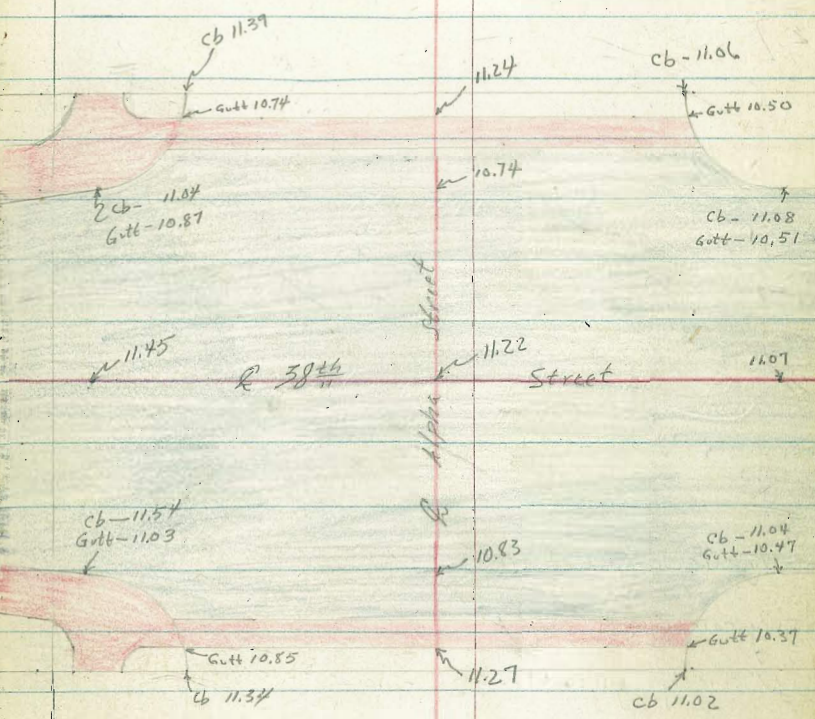 Cb 11.39
Gutt 10.74
11.24
Cb - 11.06
Gutt 10.50
10.74
Cb - 11.04
Gutt - 10.87
Cb - 11.08
Gutt - 10.51
11.45
℄ 38th Street
11.22
11.07
℄ Alpha Street
Cb - 11.54
Gutt - 11.03
10.83
Cb - 11.04
Gutt - 10.47
Gutt 10.85
Cb 11.34
11.27
Gutt 10.37
Cb 11.02